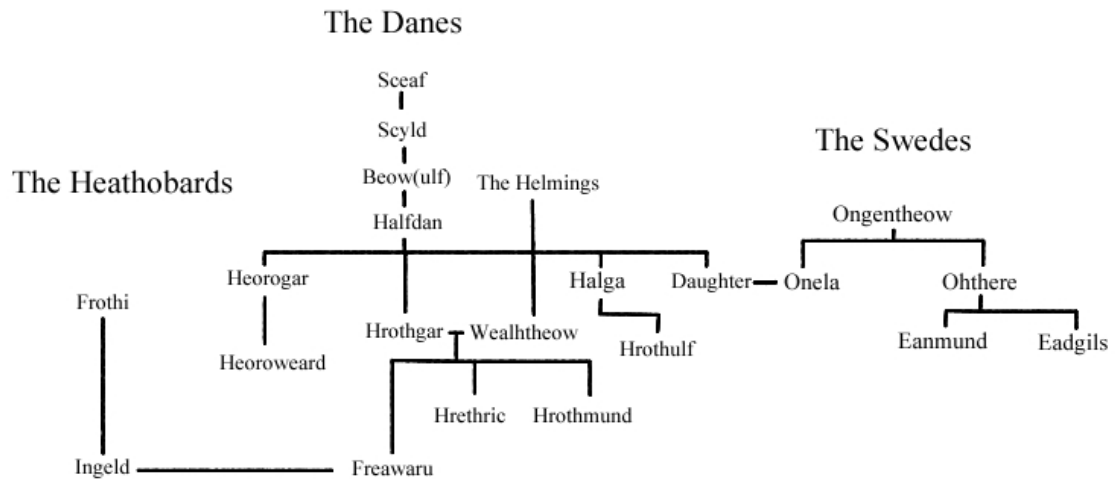 The Danes
Sceaf
Scyld
The Swedes
Beow(ulf)
The Helmings
The Heathobards
Ongentheow
Halfdan
Heorogar
Halga
Daughter
Onela
Ohthere
Frothi
Hrothgar
Wealhtheow
Hrothulf
Eanmund
Eadgils
Heoroweard
Hrethric
Hrothmund
Ingeld
Freawaru